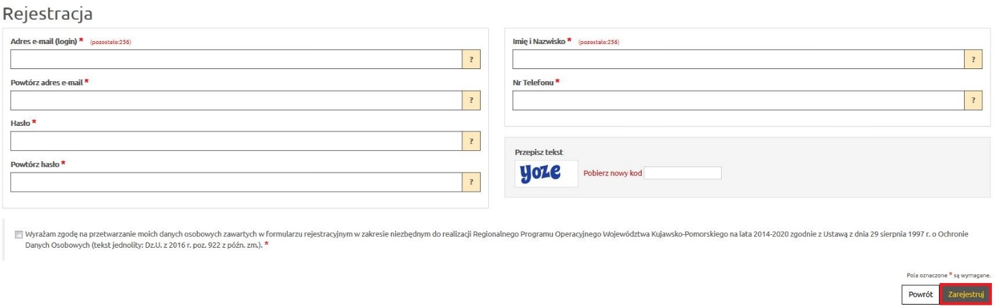 Rejestracja
Adres e-mail (login) * (pozostało:256)
?
Powtórz adres e-mail *
?
Hasło *
?
Powtórz hasło *
?
Imię i Nazwisko * (pozostało:256)
?
Nr Telefonu *
?
Przepisz tekst
yoze
Pobierz nowy kod
Wyrażam zgodę na przetwarzanie moich danych osobowych zawartych w formularzu rejestracyjnym w zakresie niezbędnym do realizacji Regionalnego Programu Operacyjnego Województwa Kujawsko-Pomorskiego na lata 2014-2020 zgodnie z Ustawą z dnia 29 sierpnia 1997 r. o Ochronie
Danych Osobowych (tekst jednolity: Dz.U. z 2016 r. poz. 922 z późn. zm.). *
Pola oznaczone * są wymagane.
Powrót
Zarejestruj